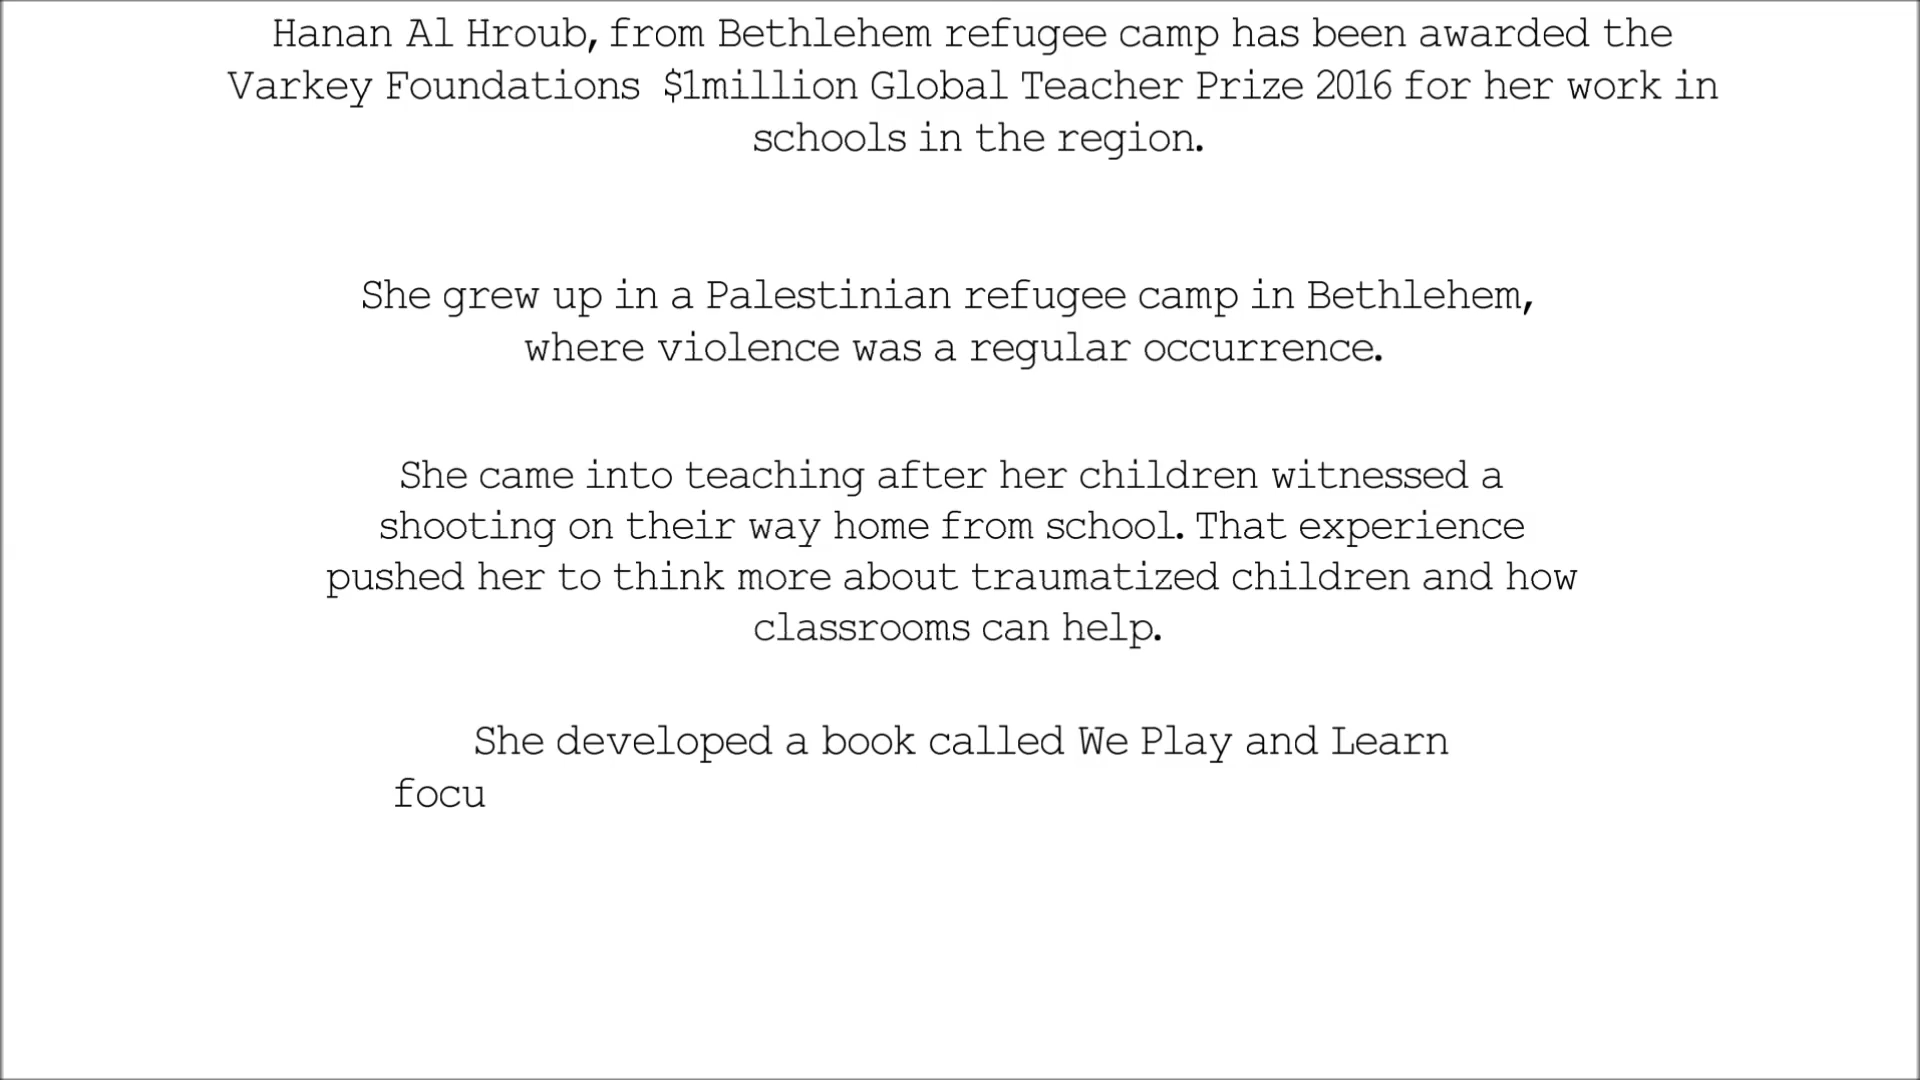 Hanan Al Hroub, from Bethlehem refugee camp has been awarded the
Varkey Foundations $1million Global Teacher Prize 2016 for her work in
schools in the region.
She grew up in a Palestinian refugee camp in Bethlehem,
where violence was a regular occurrence.
She came into teaching after her children witnessed a
shooting on their way home from school. That experience
pushed her to think more about traumatized children and how
classrooms can help.
She developed a book called We Play and Learn
focu